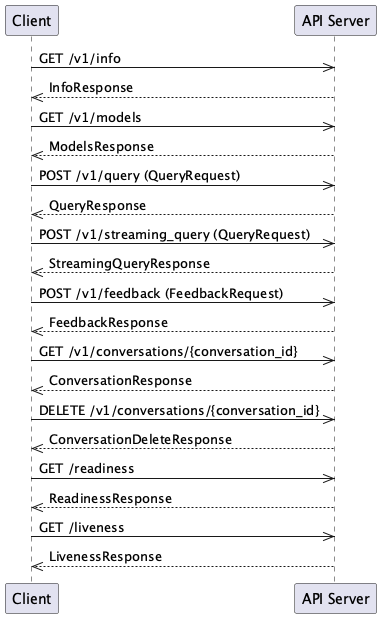 Client
API Server
GET /v1/info
InfoResponse
GET /v1/models
ModelsResponse
POST /v1/query (QueryRequest)
QueryResponse
POST /v1/streaming_query (QueryRequest)
StreamingQueryResponse
POST /v1/feedback (FeedbackRequest)
FeedbackResponse
GET /v1/conversations/{conversation_id}
ConversationResponse
DELETE /v1/conversations/{conversation_id}
ConversationDeleteResponse
GET /readiness
ReadinessResponse
GET /liveness
LivenessResponse
Client
API Server